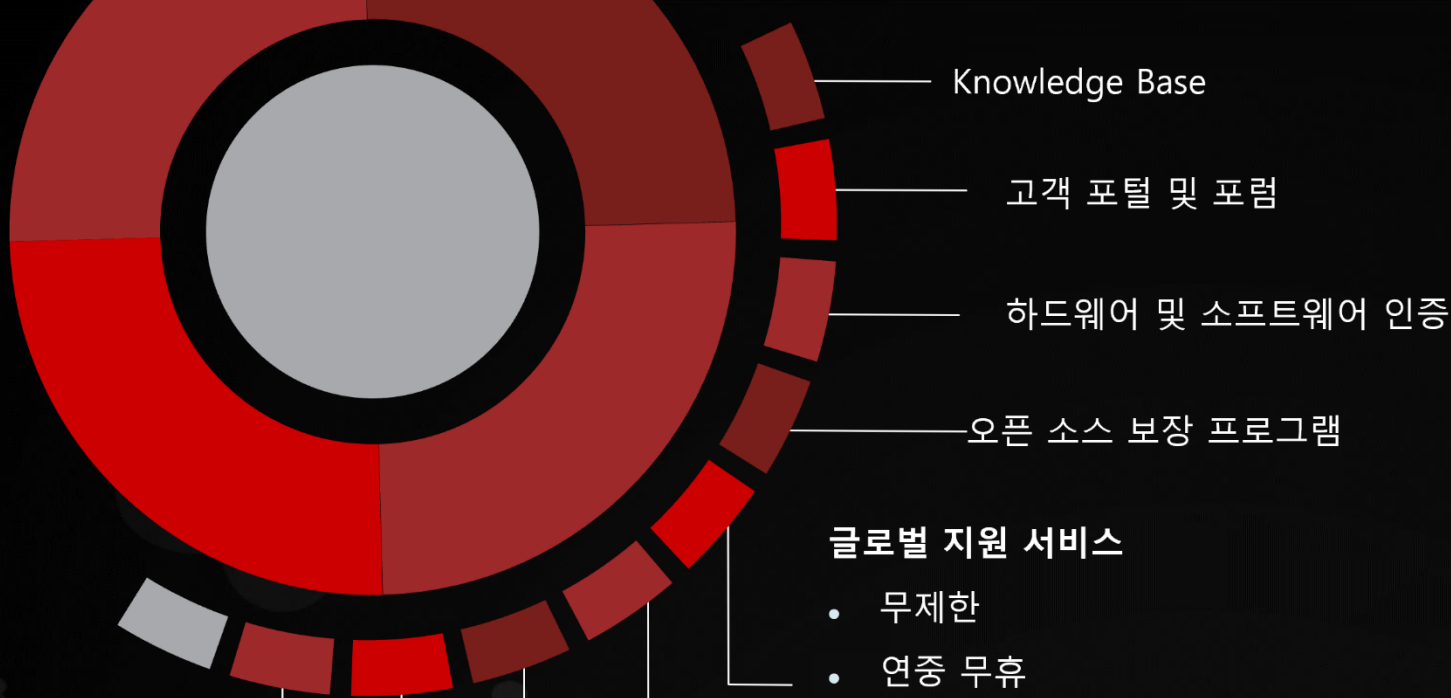 Knowledge Base
고객 포털 및 포럼
하드웨어 및 소프트웨어 인증
오픈 소스 보장 프로그램
글로벌 지원 서비스
• 무제한
• 연중 무휴